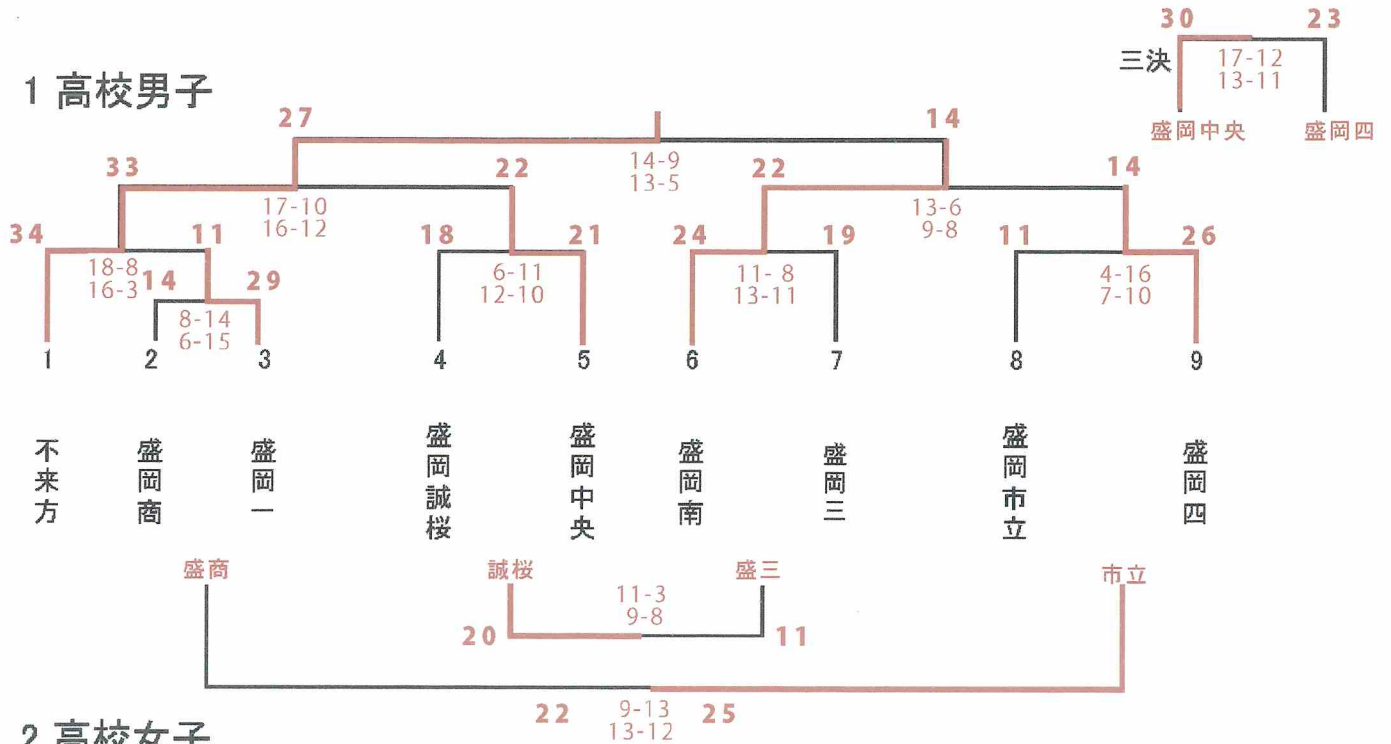 30 23
三決 17-12
13-11
盛岡中央 盛岡四
1 高校男子
27 14
14-9
13-5
33 22 22 14
17-10 13-6
16-12 9-8
34 11 18 21 24 19 11 26
18-8 6-11 11-8 4-16
16-3 12-10 13-11 7-10
14 29
8-14
6-15
1 2 3 4 5 6 7 8 9
不来方
盛岡商
盛岡一
盛岡誠桜
盛岡中央
盛岡南
盛岡三
盛岡市立
盛岡四
盛商 誠桜 盛三 市立
11-3
9-8
20 11
22 9-13 25
13-12
2 高校女子